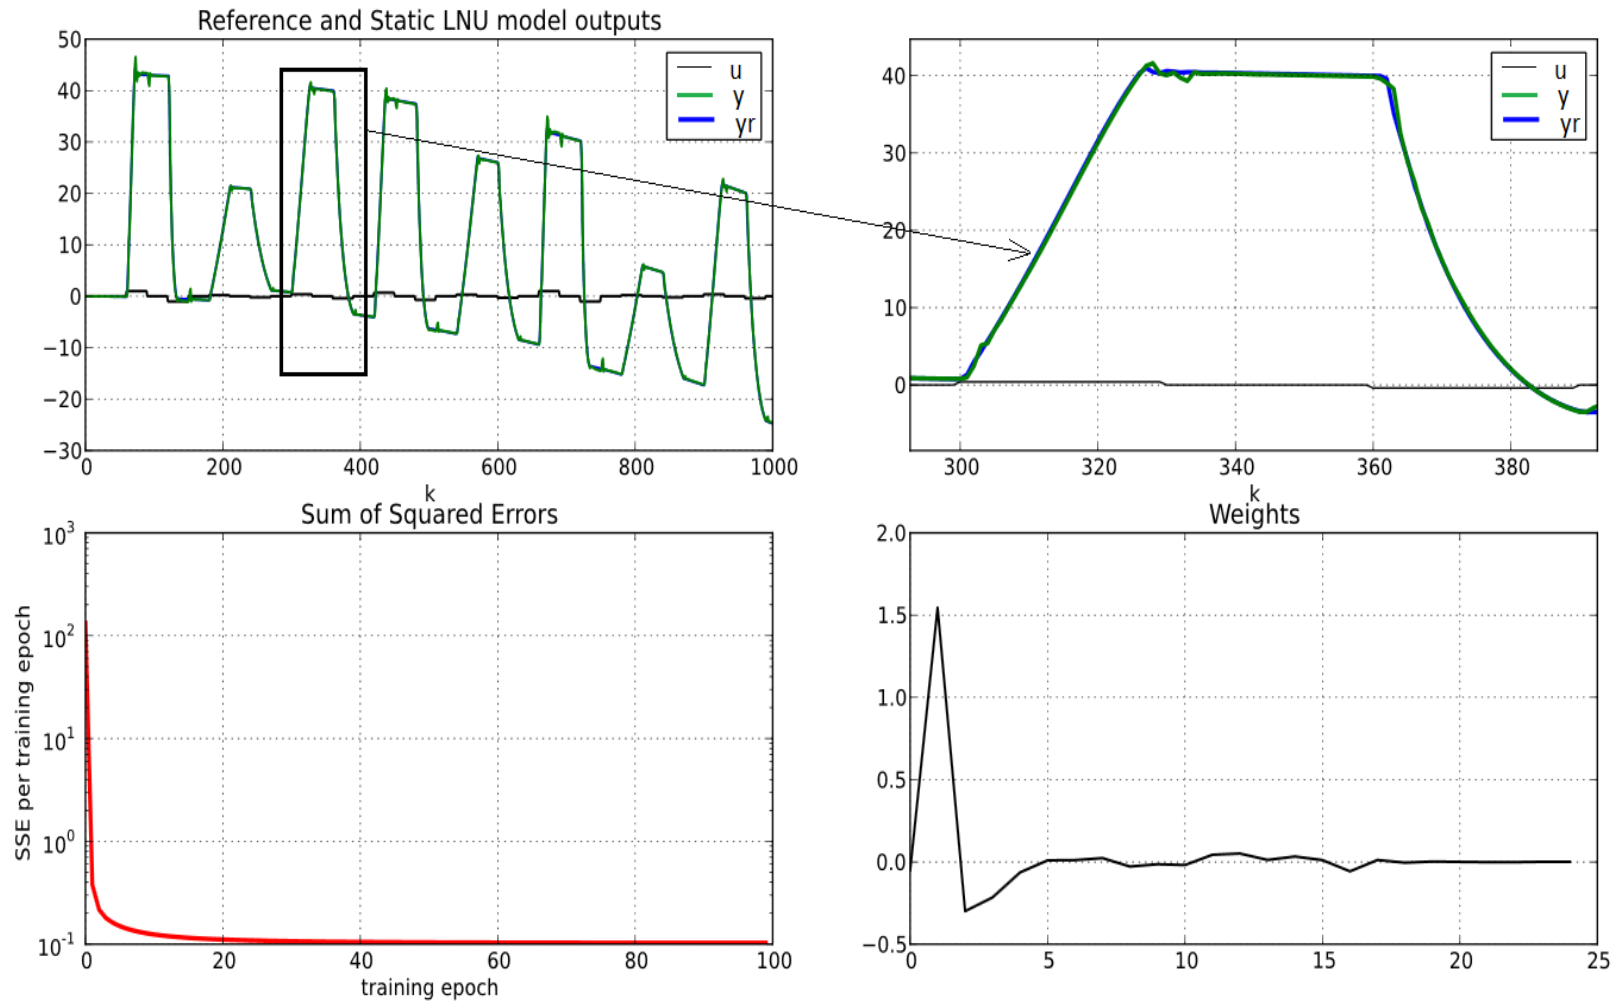 Reference and Static LNU model outputs
50
40
30
20
10
0
−10
−20
−30
0 200 400 600 800 1000
k
u
y
yr
40
30
20
10
0
300 320 340 360 380
k
u
y
yr
Sum of Squared Errors
SSE per training epoch
10^3
10^2
10^1
10^0
10^-1
0 20 40 60 80 100
training epoch
Weights
2.0
1.5
1.0
0.5
0.0
−0.5
0 5 10 15 20 25